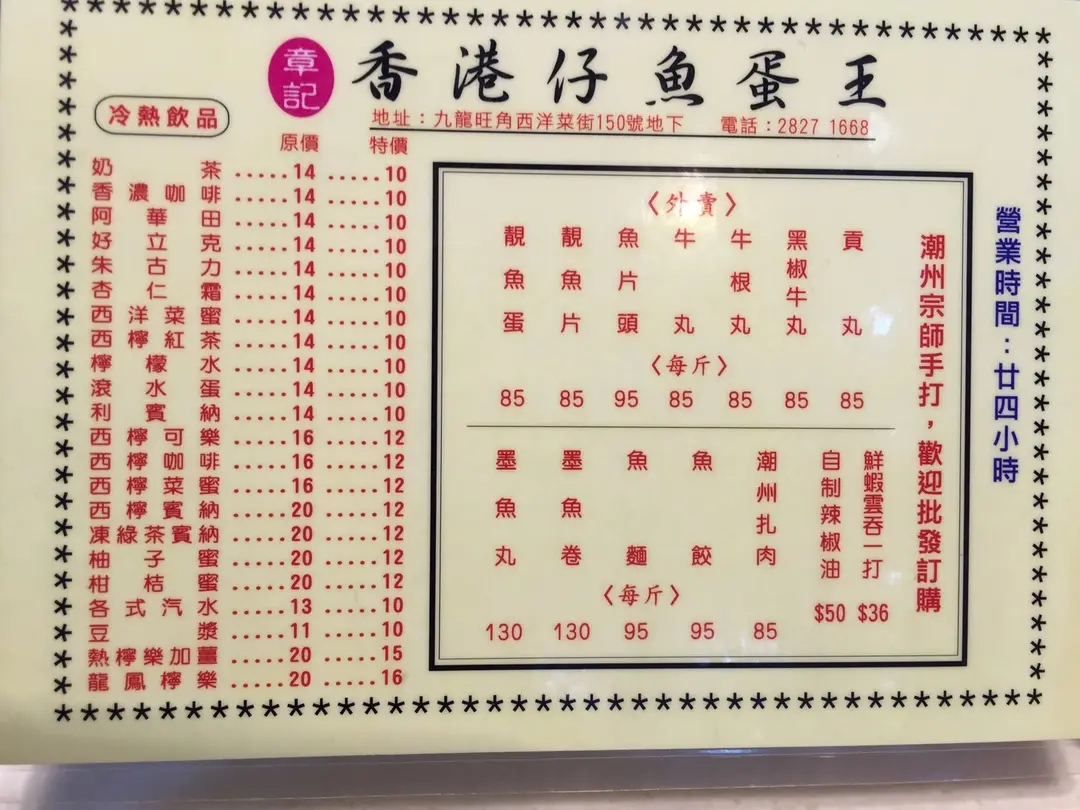 章記
香港仔魚蛋王
地址：九龍旺角西洋菜街150號地下 電話：2827 1668
冷熱飲品
原價 特價
奶茶.....14.....10
香濃咖啡.....14.....10
阿華田.....14.....10
好立克.....14.....10
朱古力.....14.....10
杏仁霜.....14.....10
西洋菜蜜.....14.....10
西檸紅茶.....14.....10
檸檬水.....14.....10
滾水蛋.....14.....10
利賓納.....14.....10
西檸可樂.....16.....12
西檸咖啡.....16.....12
西檸菜蜜.....16.....12
西檸賓納.....20.....12
凍綠茶賓納.....20.....12
柚子蜜.....20.....12
柑桔蜜.....20.....12
各式汽水.....13.....10
豆漿.....11.....10
熱檸樂加薑.....20.....15
龍鳳檸樂.....20.....16
〈外賣〉
靚魚蛋 靚魚片 魚片頭 牛丸 牛根丸 黑椒牛丸 貢丸
〈每斤〉
85 85 95 85 85 85 85
墨魚丸 墨魚卷 魚麵 魚餃 潮州扎肉 自制辣椒油 鮮蝦雲吞一打
〈每斤〉
130 130 95 95 85 $50 $36
潮州宗師手打，歡迎批發訂購
營業時間：廿四小時